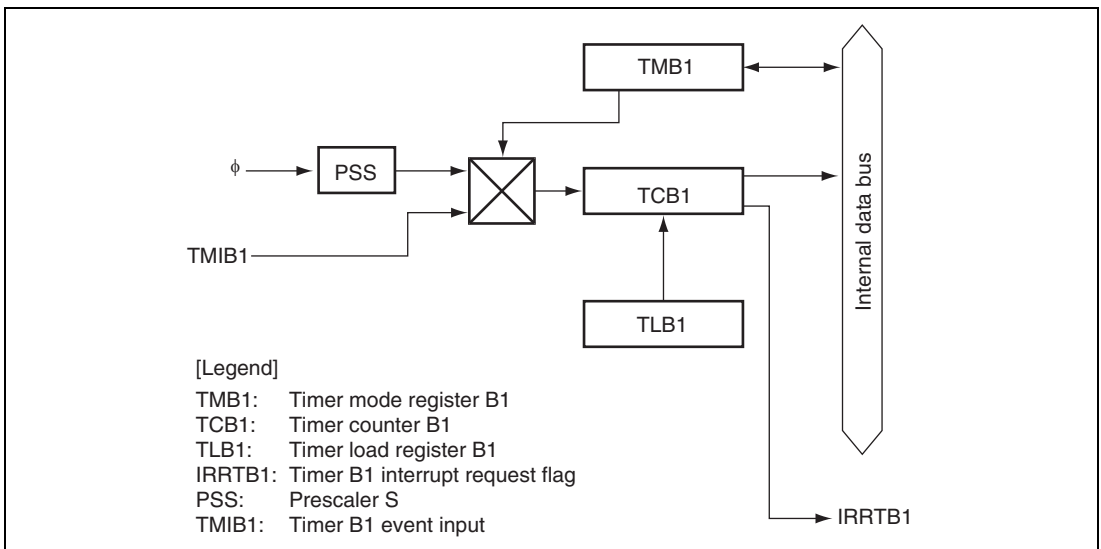 TMB1
ϕ
PSS
TCB1
TMIB1
TLB1
Internal data bus
[Legend]
TMB1: Timer mode register B1
TCB1: Timer counter B1
TLB1: Timer load register B1
IRRTB1: Timer B1 interrupt request flag
PSS: Prescaler S
TMIB1: Timer B1 event input
IRRTB1